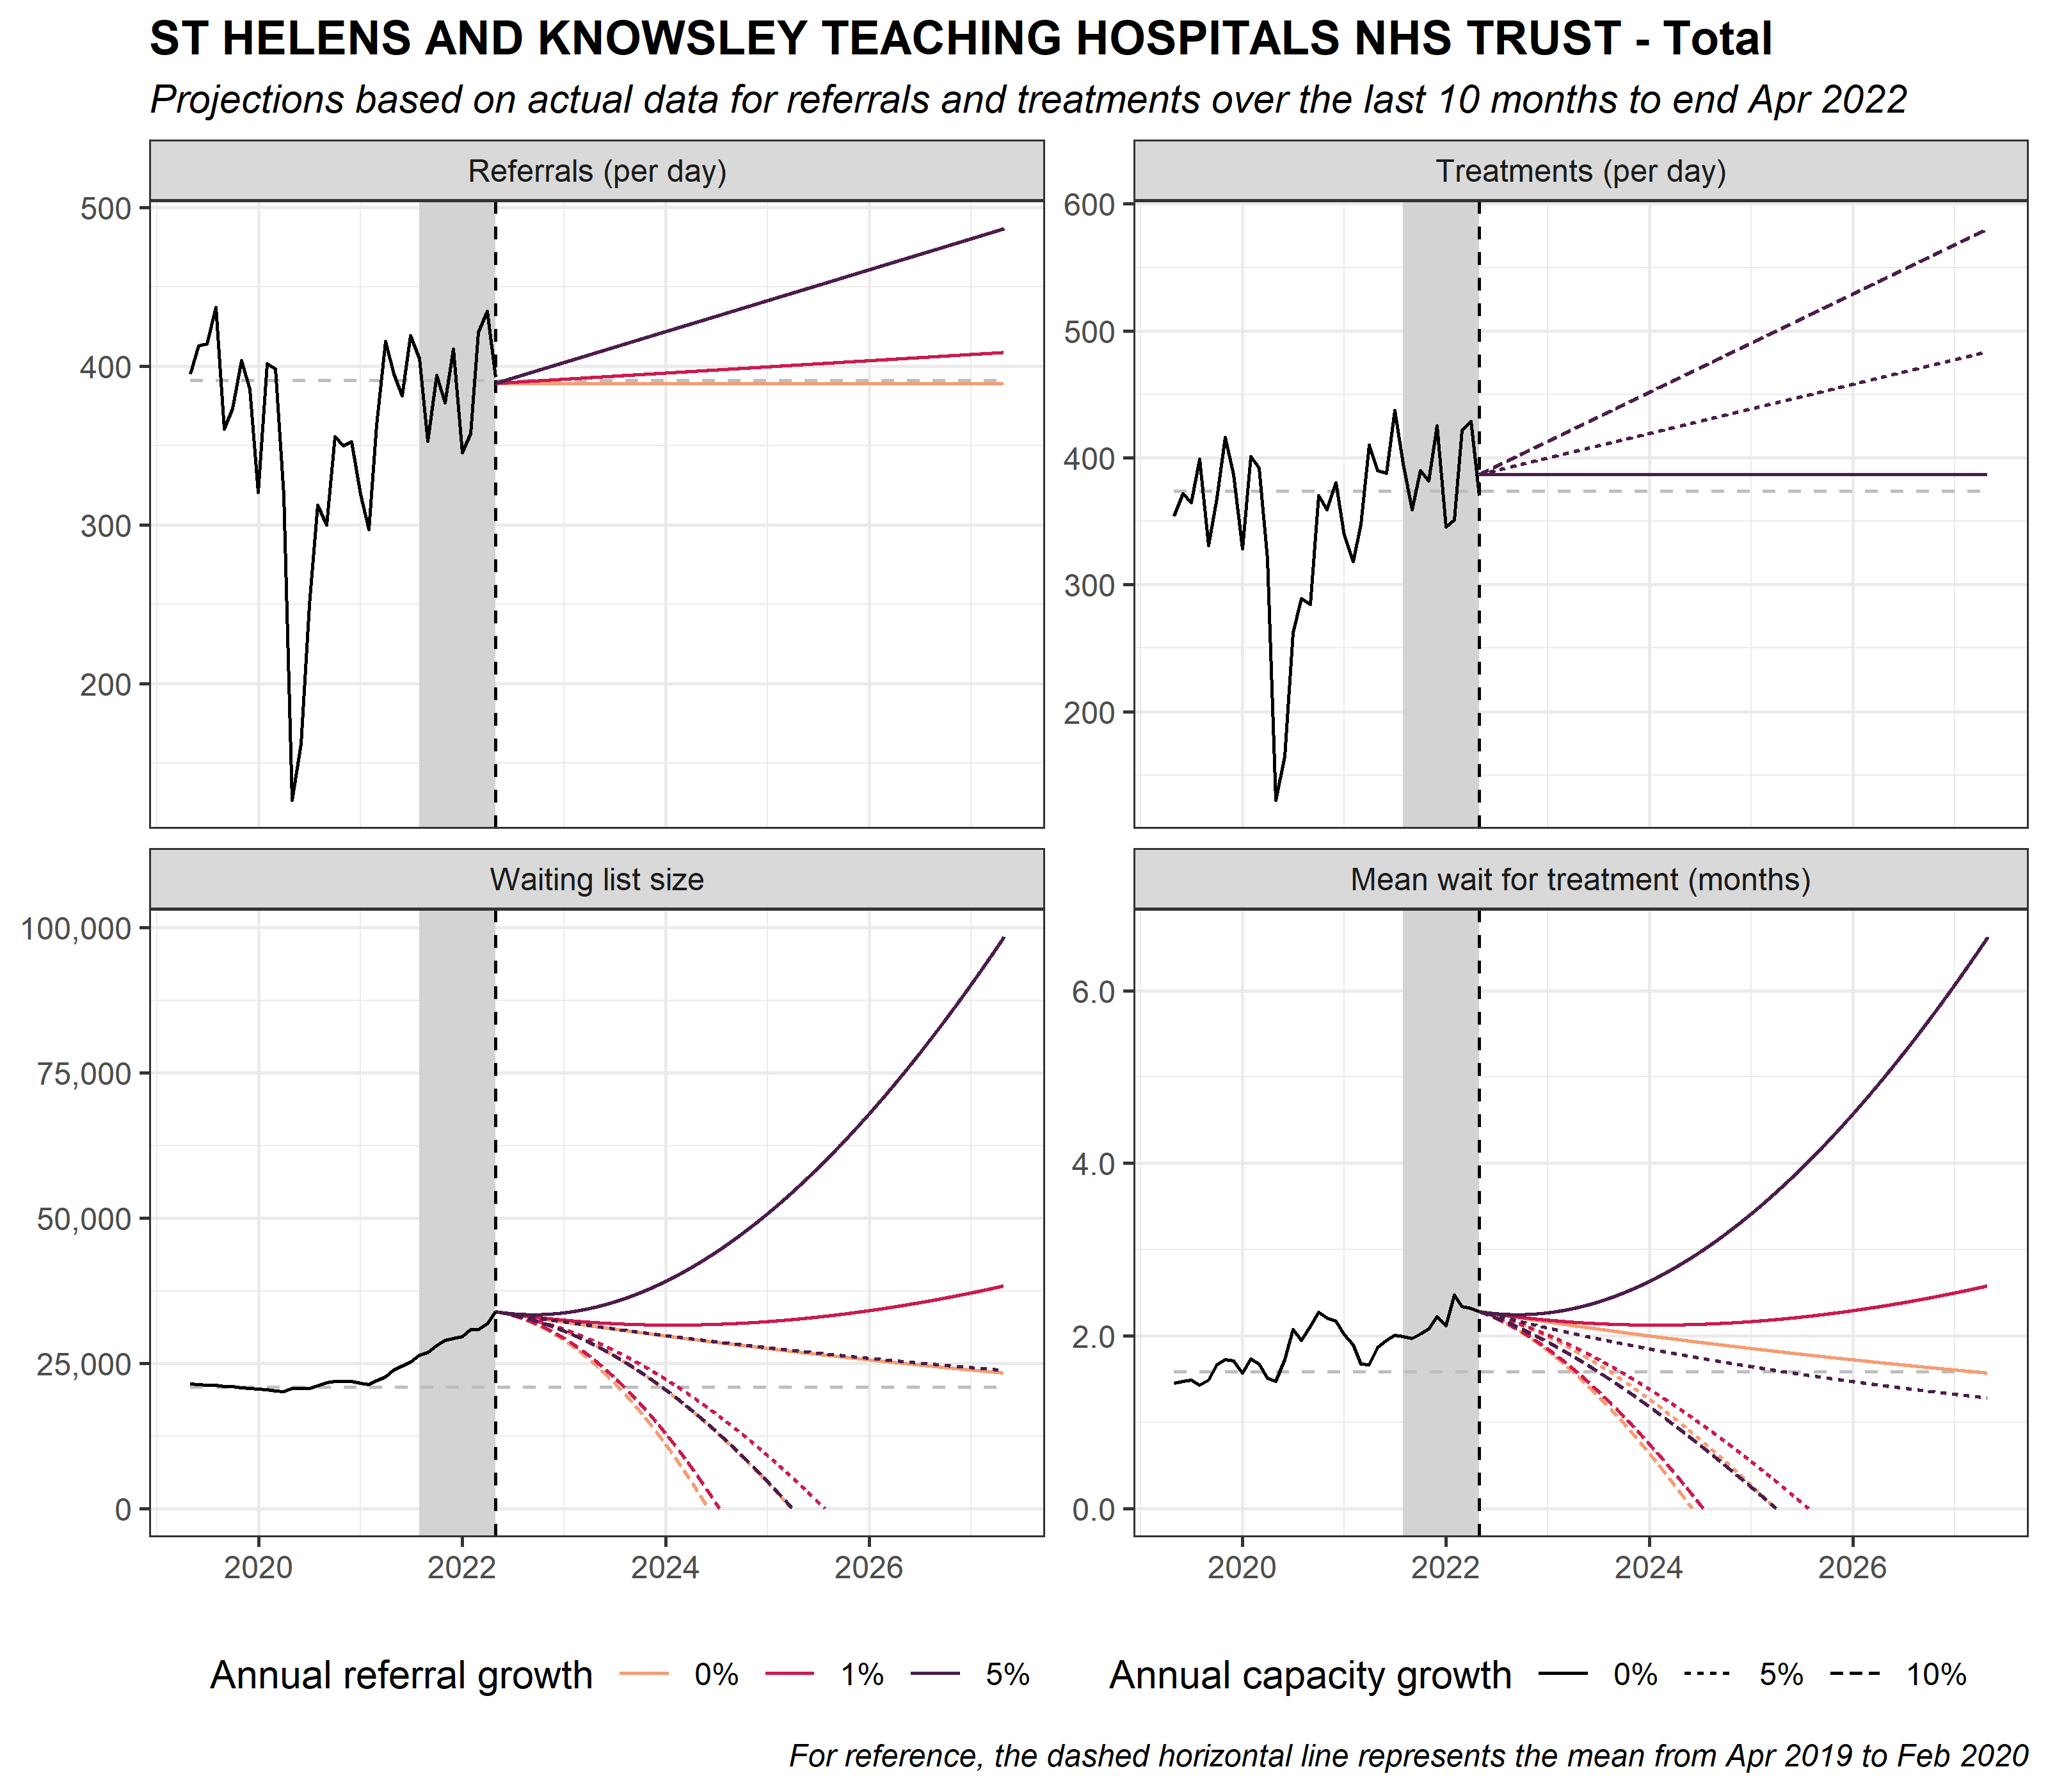 ST HELENS AND KNOWSLEY TEACHING HOSPITALS NHS TRUST - Total
Projections based on actual data for referrals and treatments over the last 10 months to end Apr 2022
Referrals (per day)
500
400
300
200
Treatments (per day)
600
500
400
300
200
Waiting list size
100,000
75,000
50,000
25,000
0
2020 2022 2024 2026
Mean wait for treatment (months)
6.0
4.0
2.0
0.0
2020 2022 2024 2026
Annual referral growth 0% 1% 5%
Annual capacity growth 0% 5% 10%
For reference, the dashed horizontal line represents the mean from Apr 2019 to Feb 2020